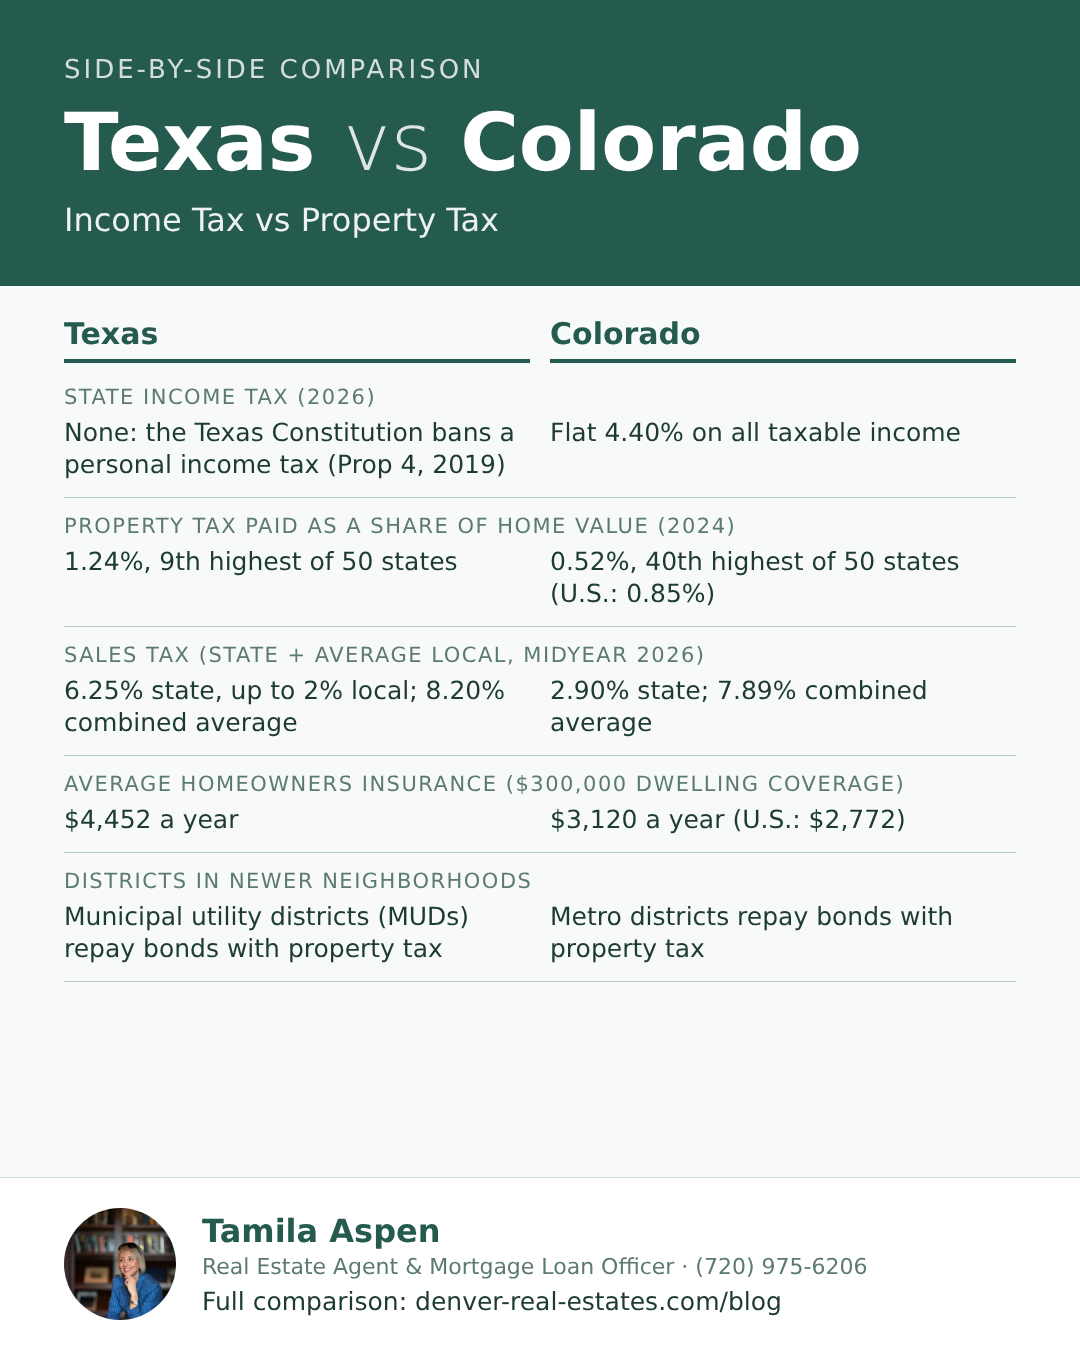 SIDE-BY-SIDE COMPARISON
Texas VS Colorado
Income Tax vs Property Tax
Texas
Colorado
STATE INCOME TAX (2026)
None: the Texas Constitution bans a
personal income tax (Prop 4, 2019)
Flat 4.40% on all taxable income
PROPERTY TAX PAID AS A SHARE OF HOME VALUE (2024)
1.24%, 9th highest of 50 states
0.52%, 40th highest of 50 states
(U.S.: 0.85%)
SALES TAX (STATE + AVERAGE LOCAL, MIDYEAR 2026)
6.25% state, up to 2% local; 8.20%
combined average
2.90% state; 7.89% combined
average
AVERAGE HOMEOWNERS INSURANCE ($300,000 DWELLING COVERAGE)
$4,452 a year
$3,120 a year (U.S.: $2,772)
DISTRICTS IN NEWER NEIGHBORHOODS
Municipal utility districts (MUDs)
repay bonds with property tax
Metro districts repay bonds with
property tax
Tamila Aspen
Real Estate Agent & Mortgage Loan Officer · (720) 975-6206
Full comparison: denver-real-estates.com/blog